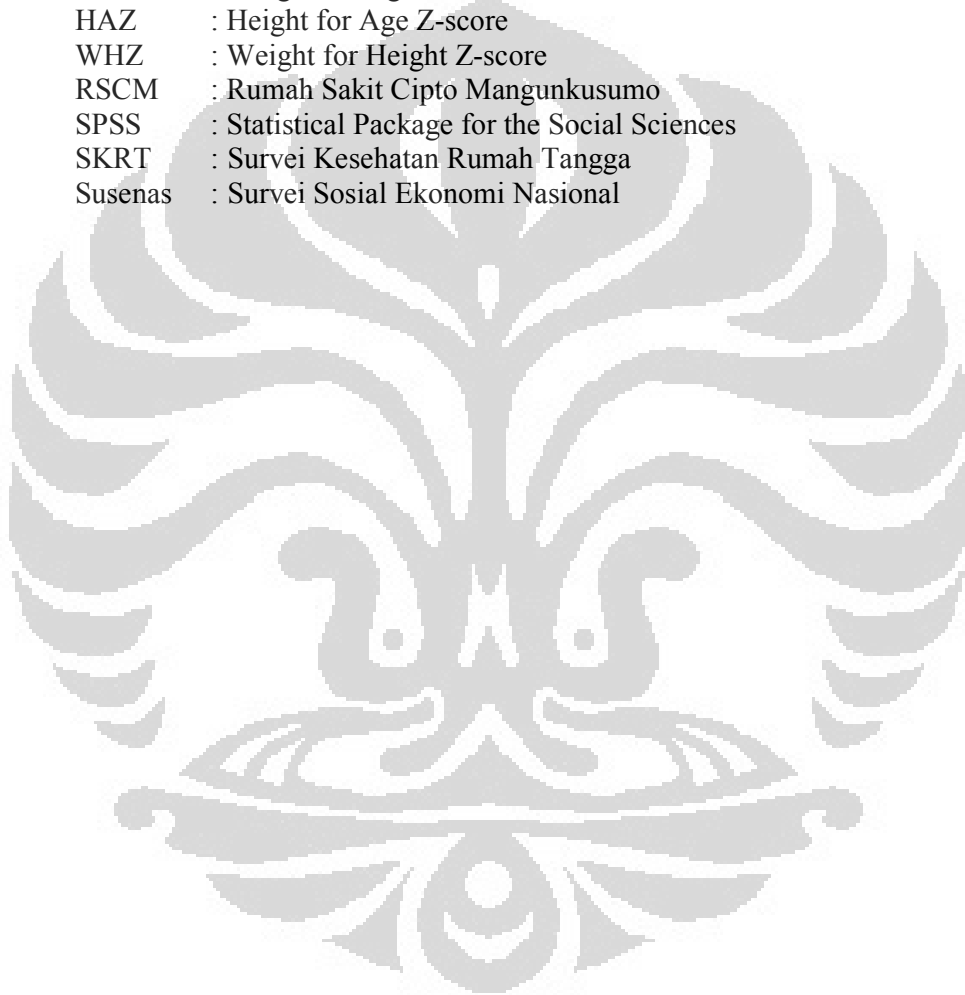 HAZ : Height for Age Z-score
WHZ : Weight for Height Z-score
RSCM : Rumah Sakit Cipto Mangunkusumo
SPSS : Statistical Package for the Social Sciences
SKRT : Survei Kesehatan Rumah Tangga
Susenas : Survei Sosial Ekonomi Nasional